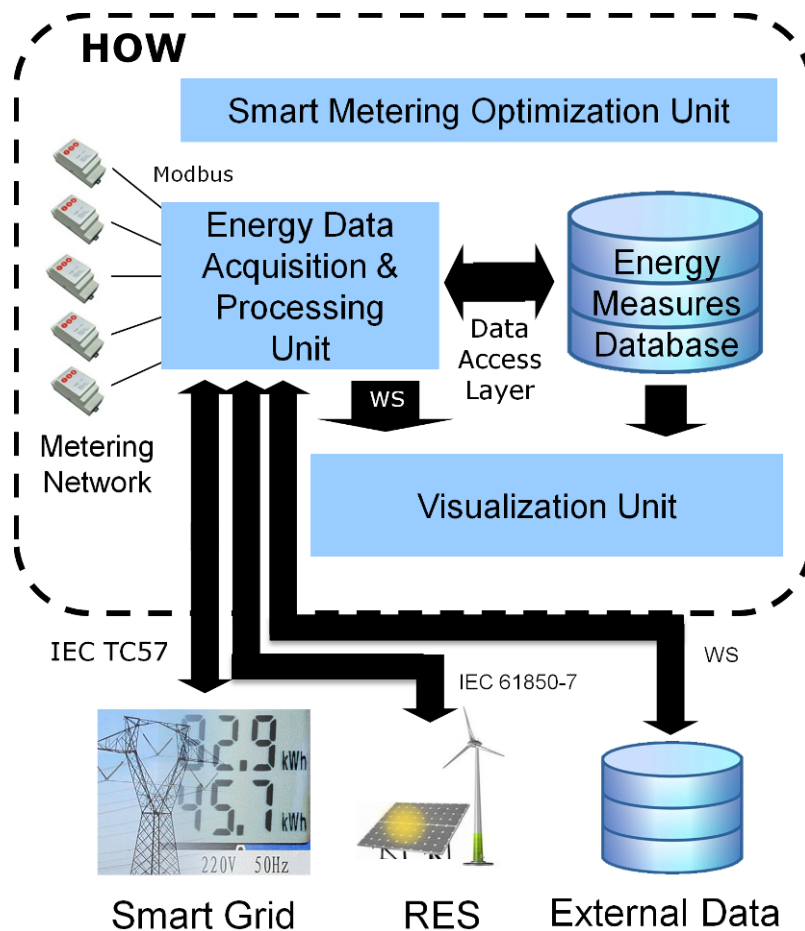 HOW
Smart Metering Optimization Unit
Modbus
Energy Data
Acquisition &
Processing
Unit
Energy
Measures
Database
Data
Access
Layer
WS
Metering
Network
Visualization Unit
IEC TC57
WS
IEC 61850-7
82.9 kWh
45.7 kWh
220V 50Hz
Smart Grid
RES
External Data